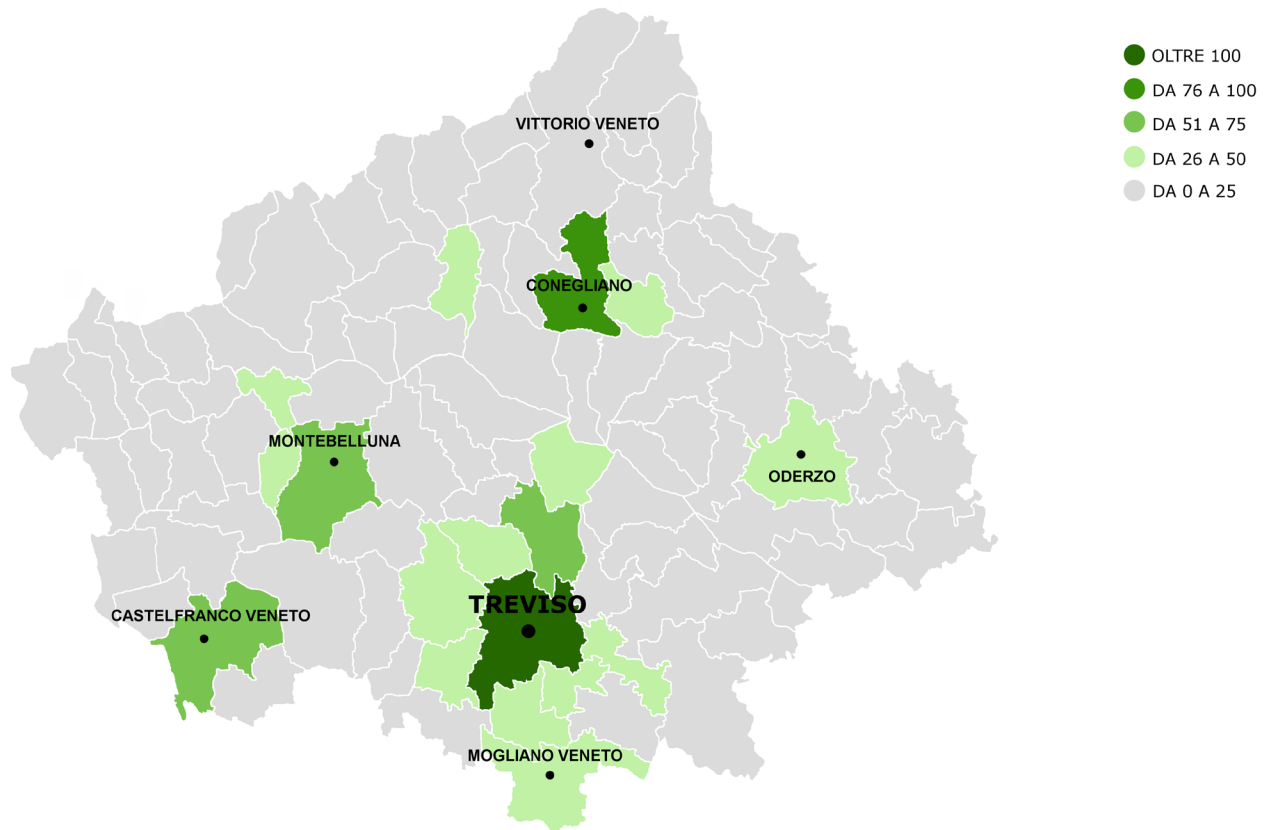 OLTRE 100
DA 76 A 100
DA 51 A 75
DA 26 A 50
DA 0 A 25
VITTORIO VENETO
CONEGLIANO
MONTEBELLUNA
ODERZO
TREVISO
CASTELFRANCO VENETO
MOGLIANO VENETO